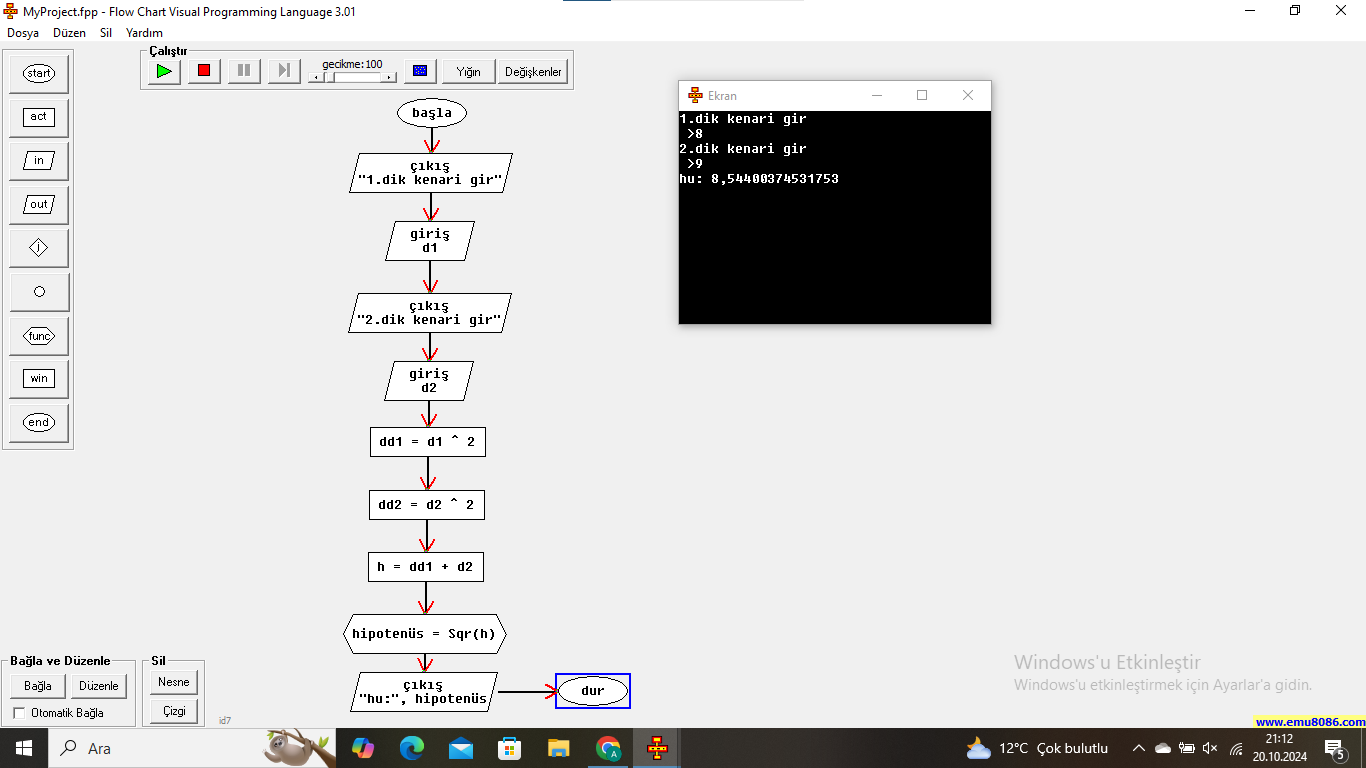 MyProject.fpp - Flow Chart Visual Programming Language 3.01
Dosya Düzen Sil Yardım
Çalıştır
gecikme:100
Yığın
Değişkenler
start
act
in
out
j
func
win
end
başla
çıkış
"1.dik kenari gir"
giriş
d1
çıkış
"2.dik kenari gir"
giriş
d2
dd1 = d1 ^ 2
dd2 = d2 ^ 2
h = dd1 + d2
hipotenüs = Sqr(h)
çıkış
"hu:", hipotenüs
dur
Ekran
1.dik kenari gir
>8
2.dik kenari gir
>9
hu: 8,54400374531753
Bağla ve Düzenle
Bağla
Düzenle
Otomatik Bağla
Sil
Nesne
Çizgi
id7
Windows'u Etkinleştir
Windows'u etkinleştirmek için Ayarlar'a gidin.
www.emu8086.com
Ara
A
12°C Çok bulutlu
21:12
20.10.2024
5